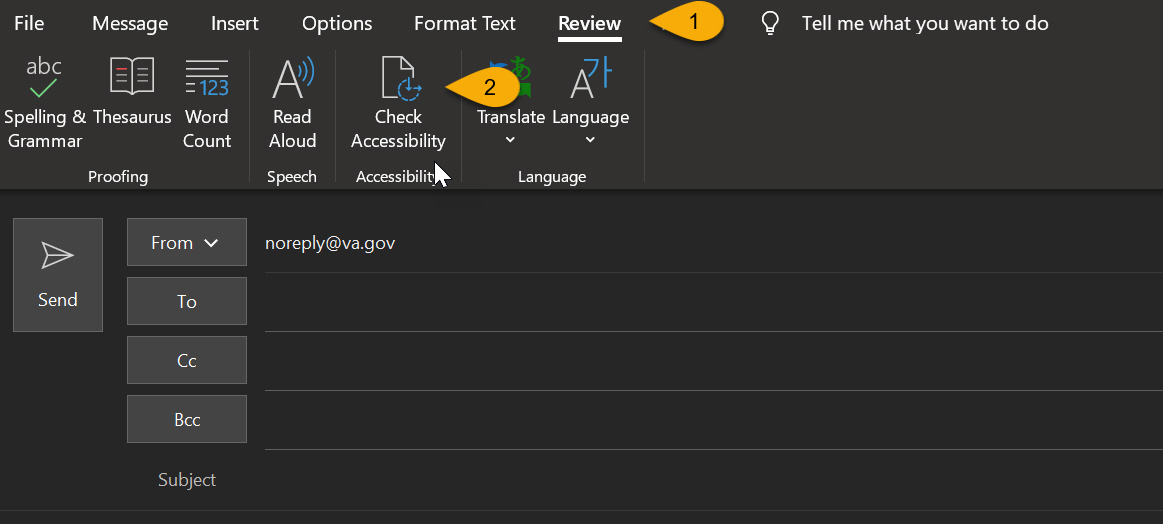 File Message Insert Options Format Text Review 1 Tell me what you want to do
abc 123 2
Spelling & Thesaurus Word Read Check Translate Language
Grammar Count Aloud Accessibility
Proofing Speech Accessibility Language
From noreply@va.gov
Send
To
Cc
Bcc
Subject